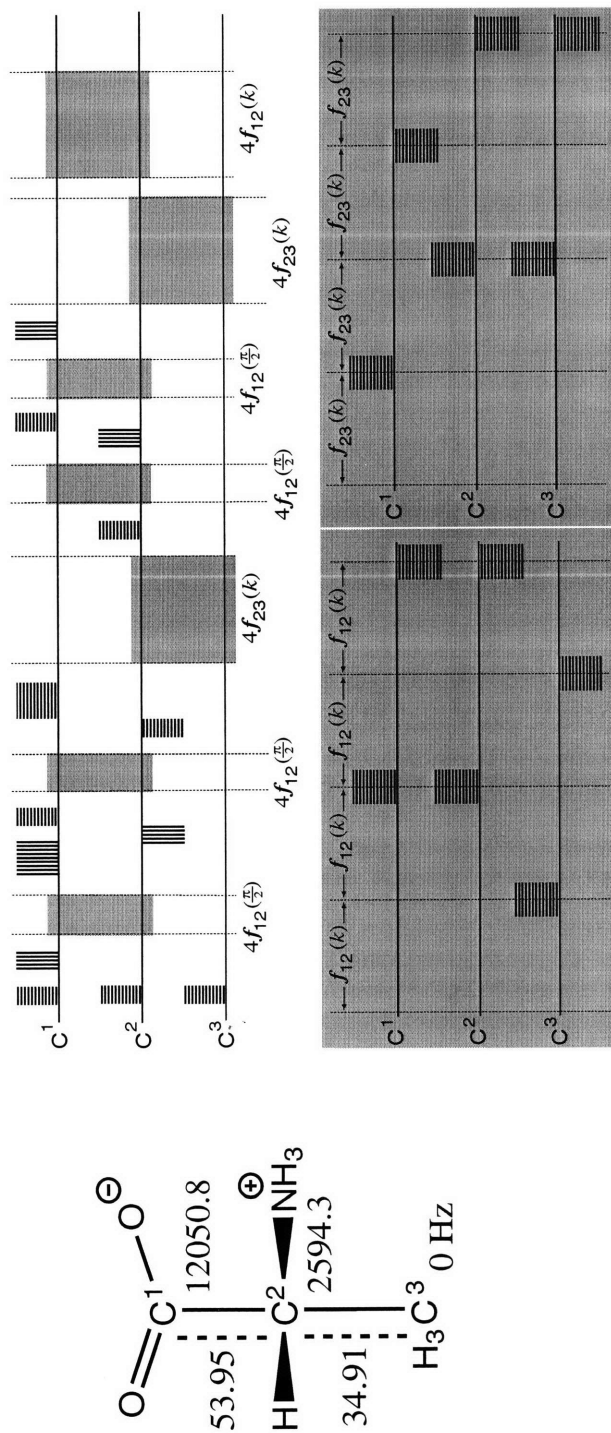 O O ⊖
C¹
53.95 12050.8
⊕
H C² NH₃
34.91 2594.3
H₃C³ 0 Hz
C¹
C²
C³
4f₁₂(π/2) 4f₁₂(π/2) 4f₂₃(k) 4f₁₂(π/2) 4f₁₂(π/2) 4f₂₃(k) 4f₁₂(k)
f₁₂(k) f₁₂(k) f₁₂(k) f₁₂(k)
C¹
C²
C³
f₂₃(k) f₂₃(k) f₂₃(k) f₂₃(k)
C¹
C²
C³